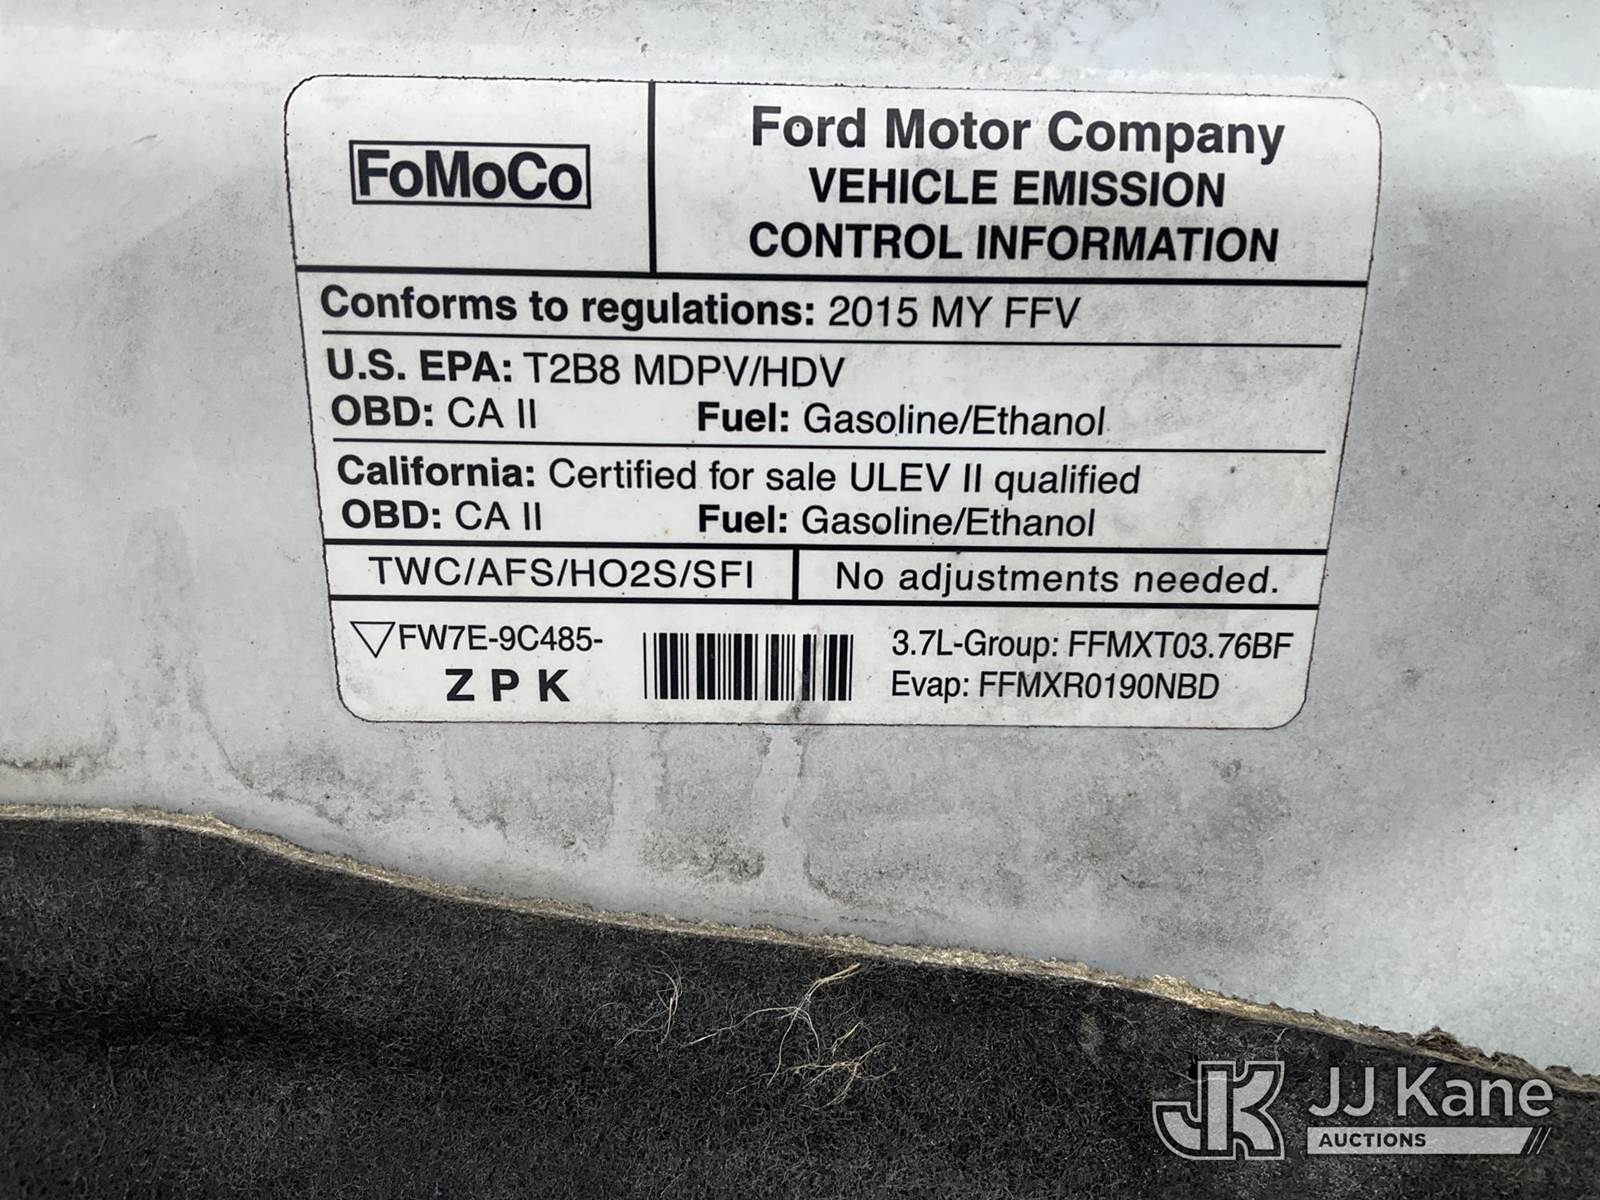 FoMoCo
Ford Motor Company
VEHICLE EMISSION
CONTROL INFORMATION
Conforms to regulations: 2015 MY FFV
U.S. EPA: T2B8 MDPV/HDV
OBD: CA II Fuel: Gasoline/Ethanol
California: Certified for sale ULEV II qualified
OBD: CA II Fuel: Gasoline/Ethanol
TWC/AFS/HO2S/SFI
No adjustments needed.
FW7E-9C485-
Z P K
3.7L-Group: FFMXT03.76BF
Evap: FFMXR0190NBD
JK JJ Kane
AUCTIONS